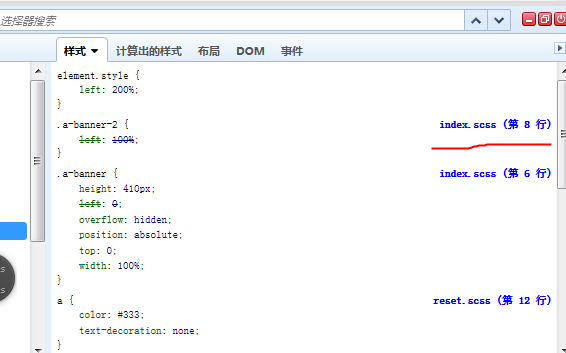 选择器搜索
样式 计算出的样式 布局 DOM 事件
element.style {
left: 200%;
}
.a-banner-2 { index.scss (第 8 行)
left: 100%;
}
.a-banner { index.scss (第 6 行)
height: 410px;
left: 0;
overflow: hidden;
position: absolute;
top: 0;
width: 100%;
}
a { reset.scss (第 12 行)
color: #333;
text-decoration: none;
}
s
s